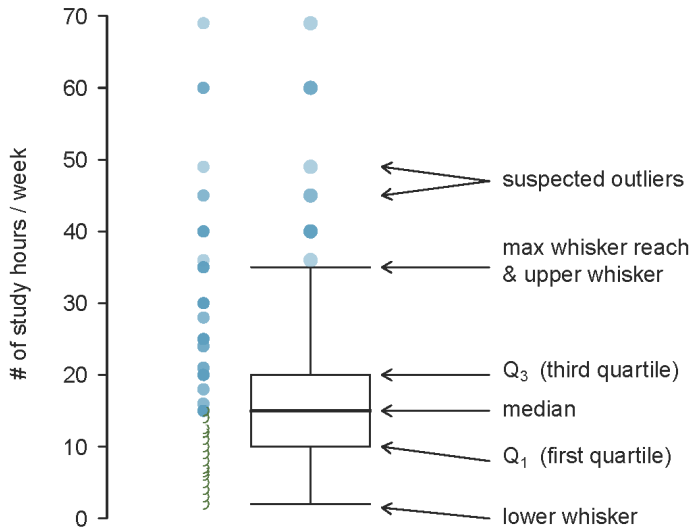 70
60
50
40
30
20
10
0
# of study hours / week
suspected outliers
max whisker reach
& upper whisker
Q3 (third quartile)
median
Q1 (first quartile)
lower whisker